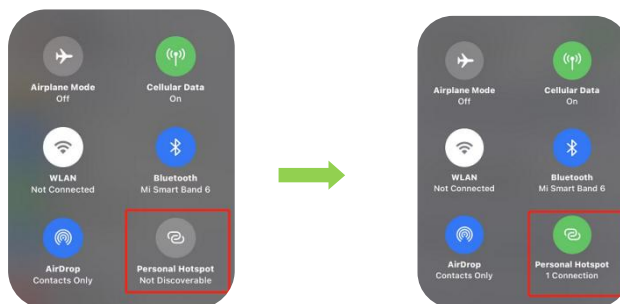 Airplane Mode
Off
Cellular Data
On
WLAN
Not Connected
Bluetooth
Mi Smart Band 6
AirDrop
Contacts Only
Personal Hotspot
Not Discoverable
Airplane Mode
Off
Cellular Data
On
WLAN
Not Connected
Bluetooth
Mi Smart Band 6
AirDrop
Contacts Only
Personal Hotspot
1 Connection